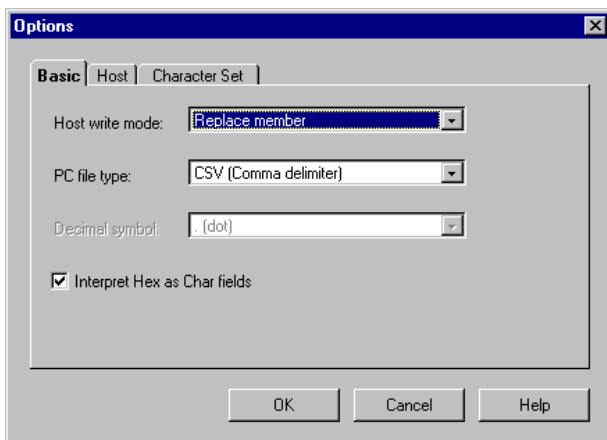 Options
Basic Host Character Set
Host write mode: Replace member
PC file type: CSV (Comma delimiter)
Decimal symbol: . (dot)
Interpret Hex as Char fields
OK Cancel Help